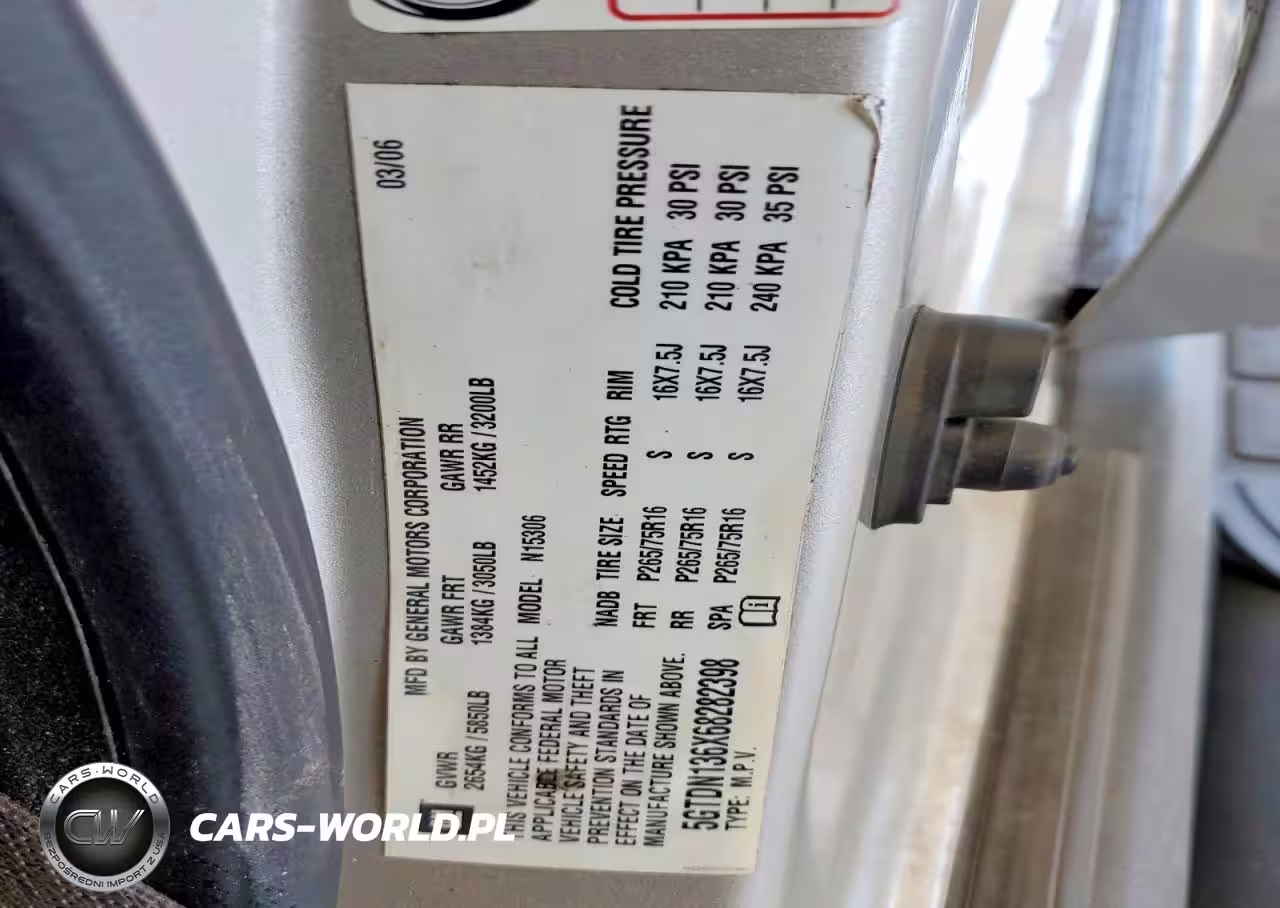 MFD BY GENERAL MOTORS CORPORATION 03/06
GVWR GAWR FRT GAWR RR
2654KG / 5850LB 1384KG / 3050LB 1452KG / 3200LB
THIS VEHICLE CONFORMS TO ALL MODEL: N15306
APPLICABLE FEDERAL MOTOR
VEHICLE SAFETY AND THEFT
PREVENTION STANDARDS IN
EFFECT ON THE DATE OF
MANUFACTURE SHOWN ABOVE.
5GTDN136X68282398
TYPE: M.P.V.
NADB TIRE SIZE SPEED RTG RIM COLD TIRE PRESSURE
FRT P265/75R16 S 16X7.5J 210 KPA 30 PSI
RR P265/75R16 S 16X7.5J 210 KPA 30 PSI
SPA P265/75R16 S 16X7.5J 240 KPA 35 PSI
CARS-WORLD
CW
BEZPOŚREDNI IMPORT Z USA
CARS-WORLD.PL